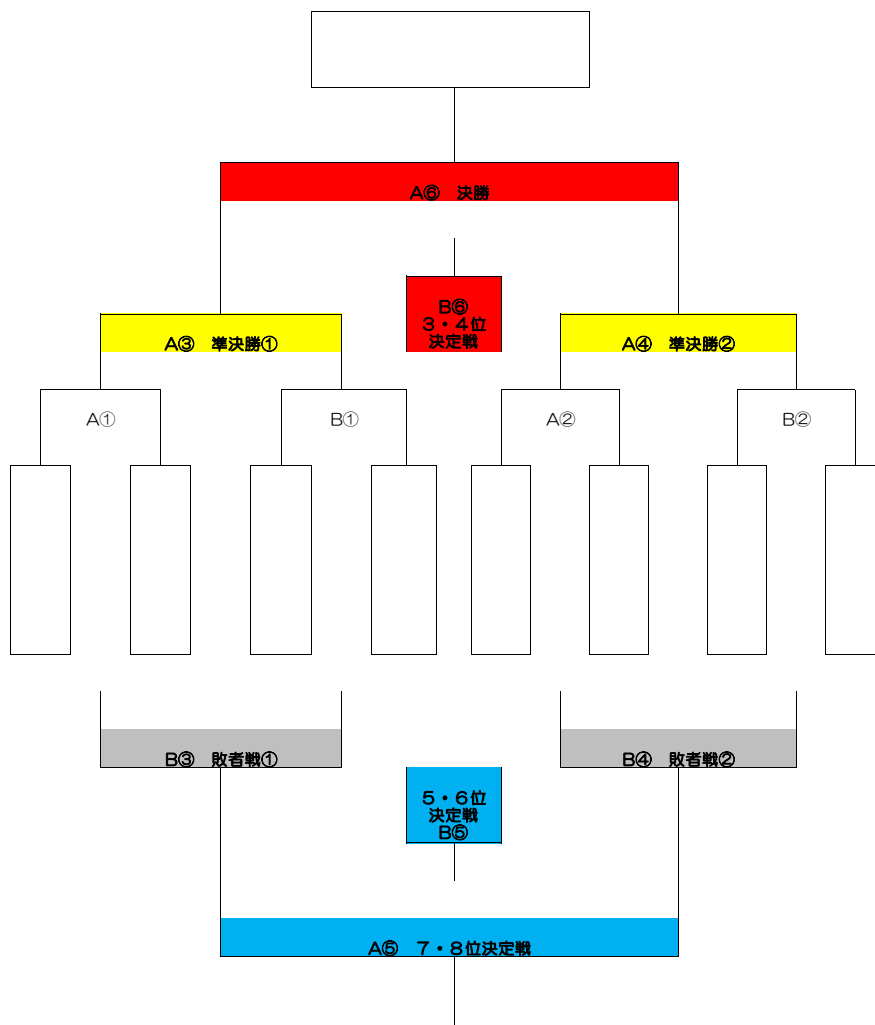 A⑥　決勝
B⑥
３・４位
決定戦
A③　準決勝①
A④　準決勝②
A①
B①
A②
B②
B③　敗者戦①
B④　敗者戦②
５・６位
決定戦
B⑤
A⑤　７・８位決定戦